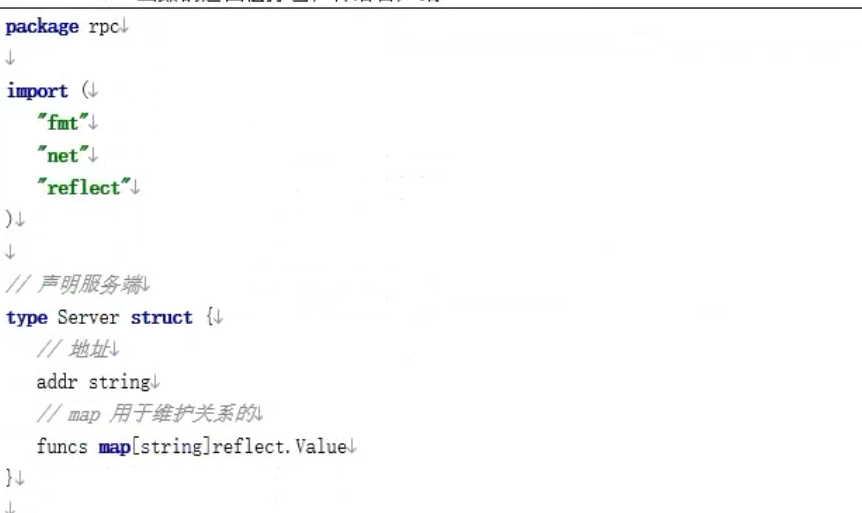 package rpc↓
↓
import (↓
"fmt"↓
"net"↓
"reflect"↓
)↓
↓
// 声明服务端↓
type Server struct {↓
// 地址↓
addr string↓
// map 用于维护关系的↓
funcs map[string]reflect.Value↓
}↓
↓